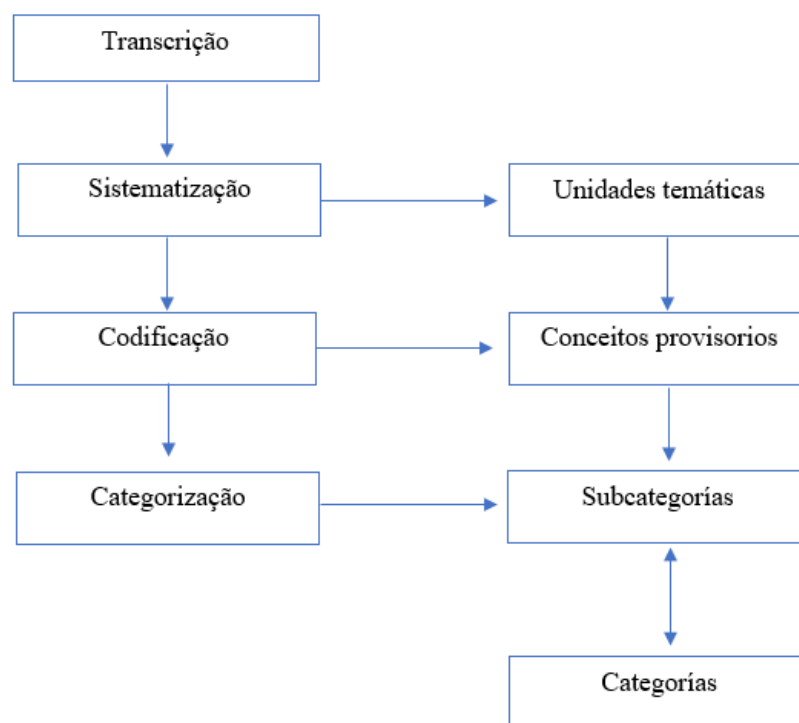 Transcrição
Sistematização
Unidades temáticas
Codificação
Conceitos provisorios
Categorização
Subcategorías
Categorías